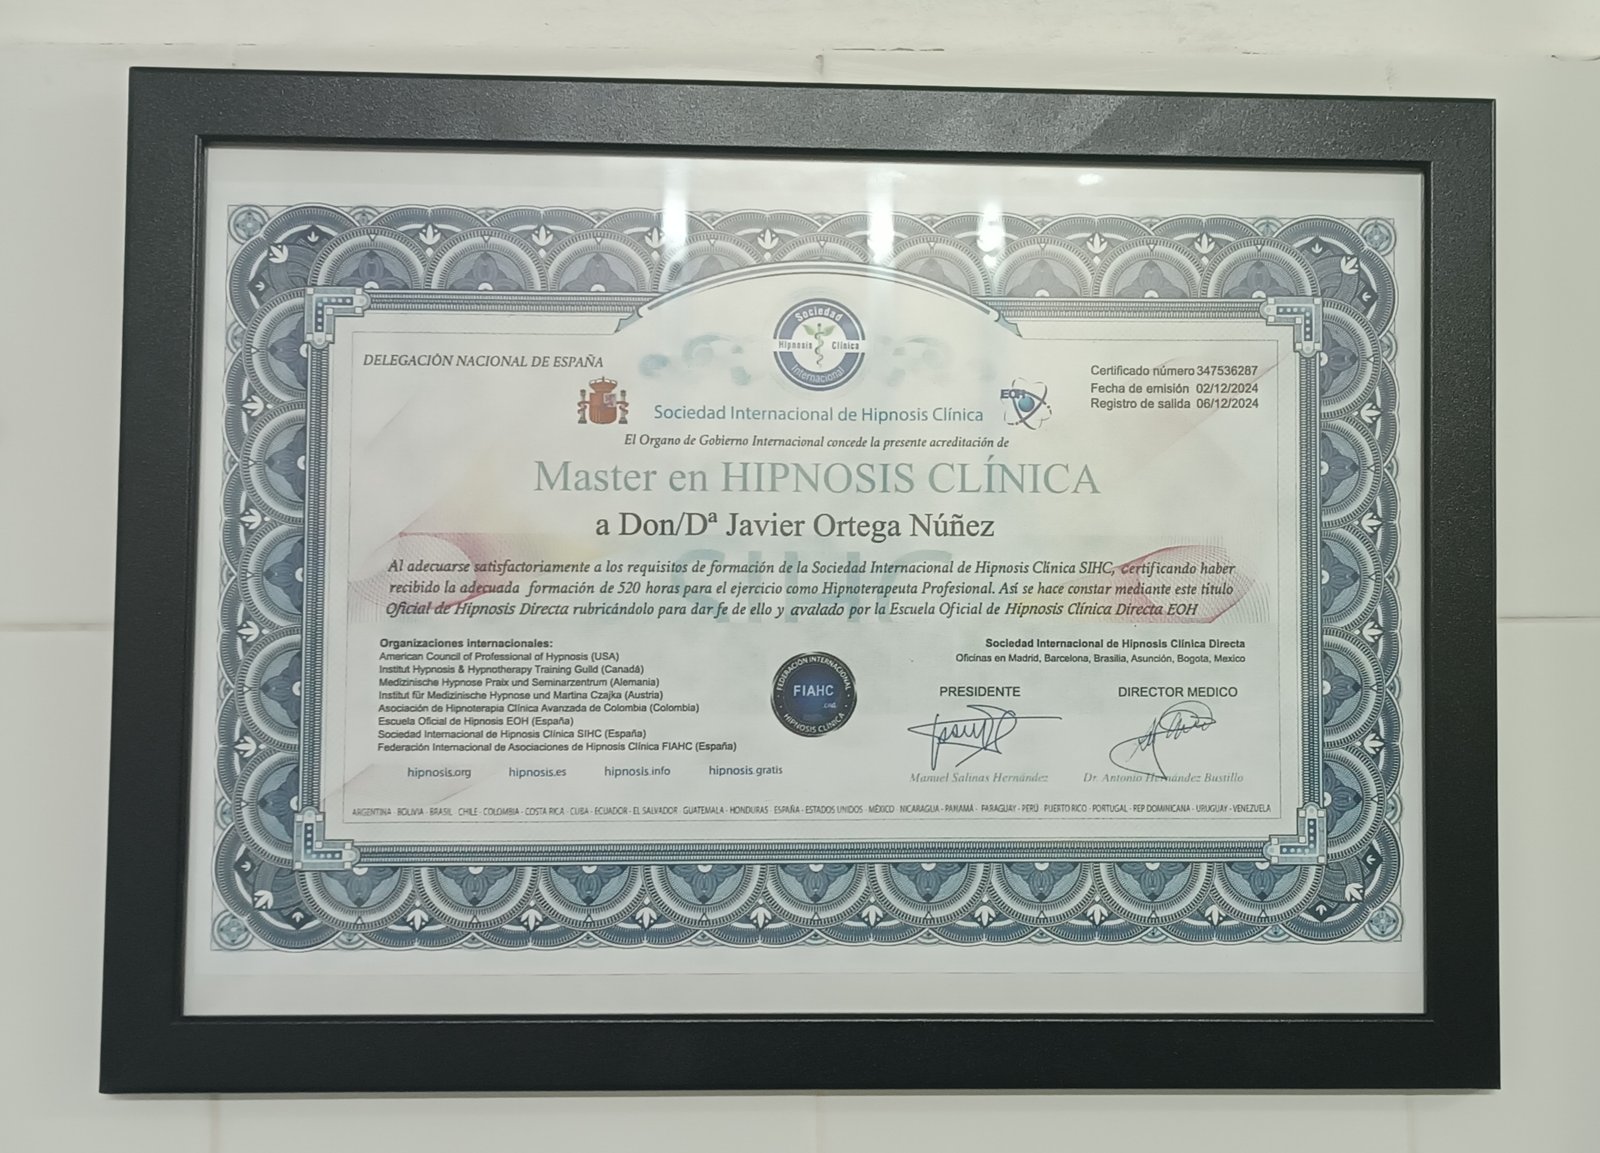 Sociedad
Hipnosis Clínica
Internacional
DELEGACIÓN NACIONAL DE ESPAÑA
Certificado número 347536287
Fecha de emisión 02/12/2024
Registro de salida 06/12/2024
Sociedad Internacional de Hipnosis Clínica
EOH
El Organo de Gobierno Internacional concede la presente acreditación de
Master en HIPNOSIS CLÍNICA
a Don/Dª Javier Ortega Núñez
SIHC
Al adecuarse satisfactoriamente a los requisitos de formación de la Sociedad Internacional de Hipnosis Clínica SIHC, certificando haber
recibido la adecuada formación de 520 horas para el ejercicio como Hipnoterapeuta Profesional. Así se hace constar mediante este título
Oficial de Hipnosis Directa rubricándolo para dar fe de ello y avalado por la Escuela Oficial de Hipnosis Clínica Directa EOH
Organizaciones internacionales:
American Council of Professional of Hypnosis (USA)
Institut Hypnosis & Hypnotherapy Training Guild (Canadá)
Medizinische Hypnose Praix und Seminarzentrum (Alemania)
Institut für Medizinische Hypnose und Martina Czajka (Austria)
Asociación de Hipnoterapia Clínica Avanzada de Colombia (Colombia)
Escuela Oficial de Hipnosis EOH (España)
Sociedad Internacional de Hipnosis Clínica SIHC (España)
Federación Internacional de Asociaciones de Hipnosis Clínica FIAHC (España)
hipnosis.org hipnosis.es hipnosis.info hipnosis.gratis
FEDERACIÓN INTERNACIONAL
FIAHC
.org
HIPNOSIS CLINICA
Sociedad Internacional de Hipnosis Clínica Directa
Oficinas en Madrid, Barcelona, Brasilia, Asunción, Bogota, Mexico
PRESIDENTE
DIRECTOR MEDICO
Manuel Salinas Hernández
Dr. Antonio Hernández Bustillo
ARGENTINA - BOLIVIA - BRASIL - CHILE - COLOMBIA - COSTA RICA - CUBA - ECUADOR - EL SALVADOR GUATEMALA - HONDURAS - ESPAÑA - ESTADOS UNIDOS - MÉXICO NICARAGUA - PANAMA - PARAGUAY - PERÚ PUERTO RICO - PORTUGAL - REP DOMINICANA - URUGUAY - VENEZUELA